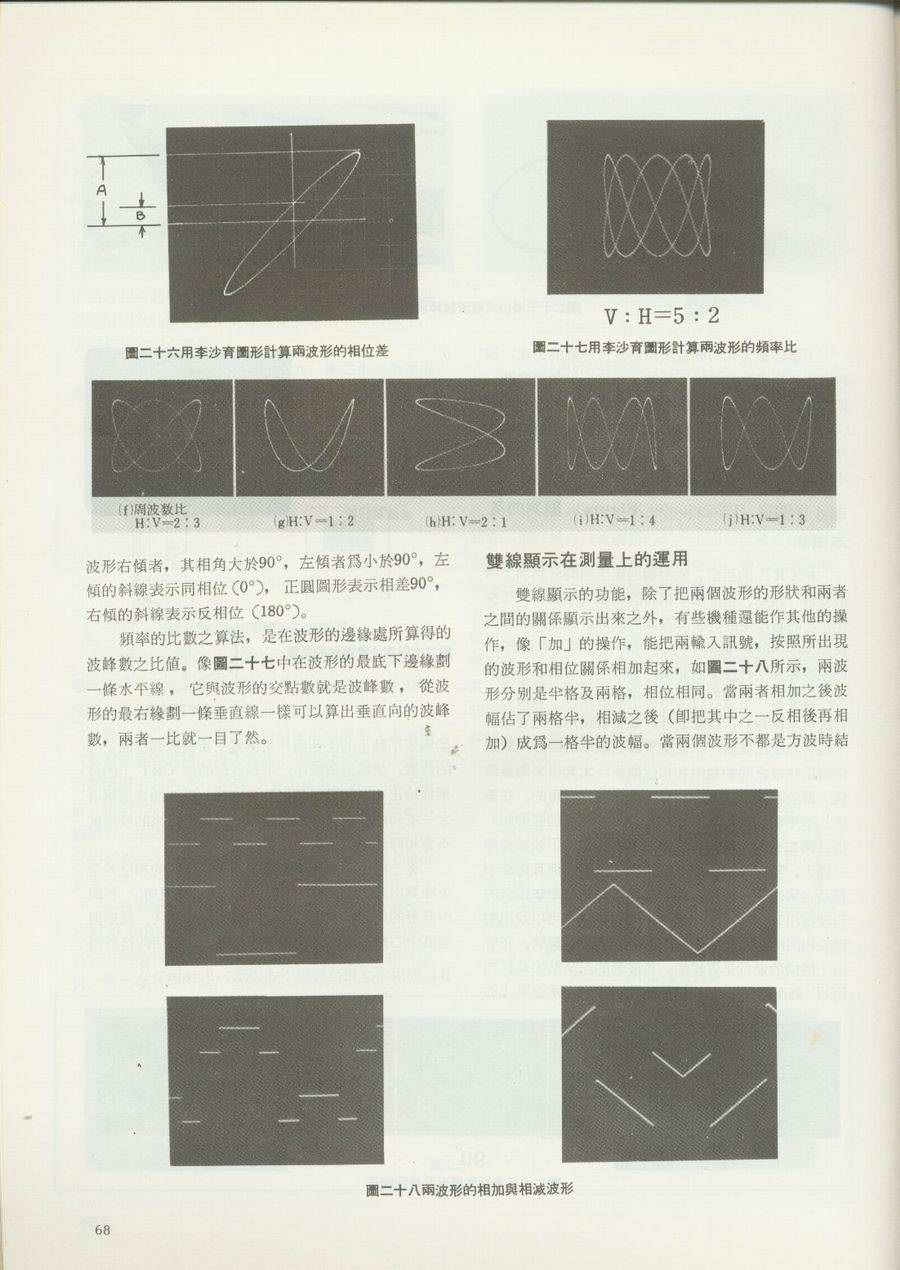 A
B
V:H=5:2
圖二十六用李沙育圖形計算兩波形的相位差
圖二十七用李沙育圖形計算兩波形的頻率比
(f)周波数比
H:V=2:3
(g)H:V=1:2
(h)H:V=2:1
(i)H:V=1:4
(j)H:V=1:3
波形右傾者，其相角大於90°，左傾者爲小於90°，左
傾的斜線表示同相位(0°)， 正圓圖形表示相差90°，
右傾的斜線表示反相位（180°）。
頻率的比數之算法，是在波形的邊緣處所算得的
波峰數之比值。像圖二十七中在波形的最底下邊緣劃
一條水平線，它與波形的交點數就是波峰數，從波
形的最右緣劃一條垂直線一樣可以算出垂直向的波峰
數，兩者一比就一目了然。
雙線顯示在測量上的運用
雙線顯示的功能，除了把兩個波形的形狀和兩者
之間的關係顯示出來之外，有些機種還能作其他的操
作，像「加」的操作，能把兩輸入訊號，按照所出現
的波形和相位關係相加起來，如圖二十八所示，兩波
形分別是半格及兩格，相位相同。當兩者相加之後波
幅佔了兩格半，相減之後（卽把其中之一反相後再相
加）成爲一格半的波幅。當兩個波形不都是方波時結
圖二十八兩波形的相加與相減波形
68